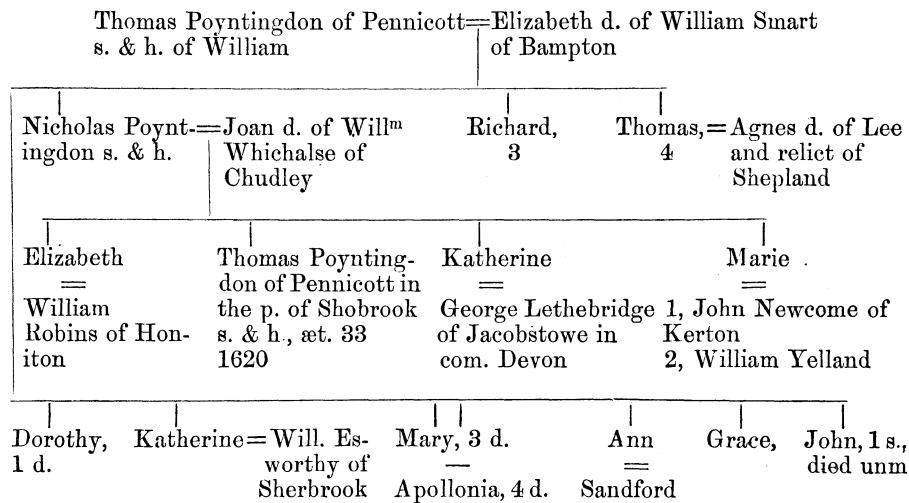 Thomas Poyntingdon of Pennicott=Elizabeth d. of William Smart
s. & h. of William
of Bampton
Nicholas Poynt-=Joan d. of Willᵐ
ingdon s. & h.
Whichalse of
Chudley
Richard,
3
Thomas,=Agnes d. of Lee
4
and relict of
Shepland
Elizabeth
=
William
Robins of Hon-
iton
Thomas Poynting-
don of Pennicott in
the p. of Shobrook
s. & h., æt. 33
1620
Katherine
=
George Lethebridge
of Jacobstowe in
com. Devon
Marie
=
1, John Newcome of
Kerton
2, William Yelland
Dorothy,
1 d.
Katherine=Will. Es-
worthy of
Sherbrook
Mary, 3 d.
—
Apollonia, 4 d.
Ann
=
Sandford
Grace,
John, 1 s.,
died unm